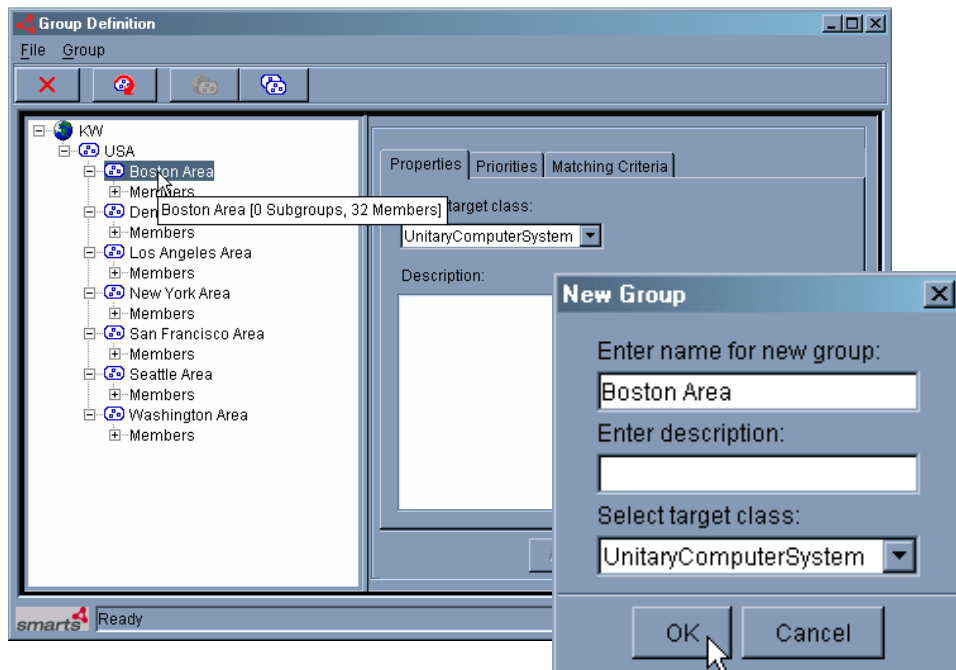 Group Definition
File Group
KW
USA
Boston Area
Members
Boston Area [0 Subgroups, 32 Members]
Den
Members
Los Angeles Area
Members
New York Area
Members
San Francisco Area
Members
Seattle Area
Members
Washington Area
Members
Properties Priorities Matching Criteria
target class:
UnitaryComputerSystem
Description:
smarts
Ready
New Group
Enter name for new group:
Boston Area
Enter description:
Select target class:
UnitaryComputerSystem
OK Cancel